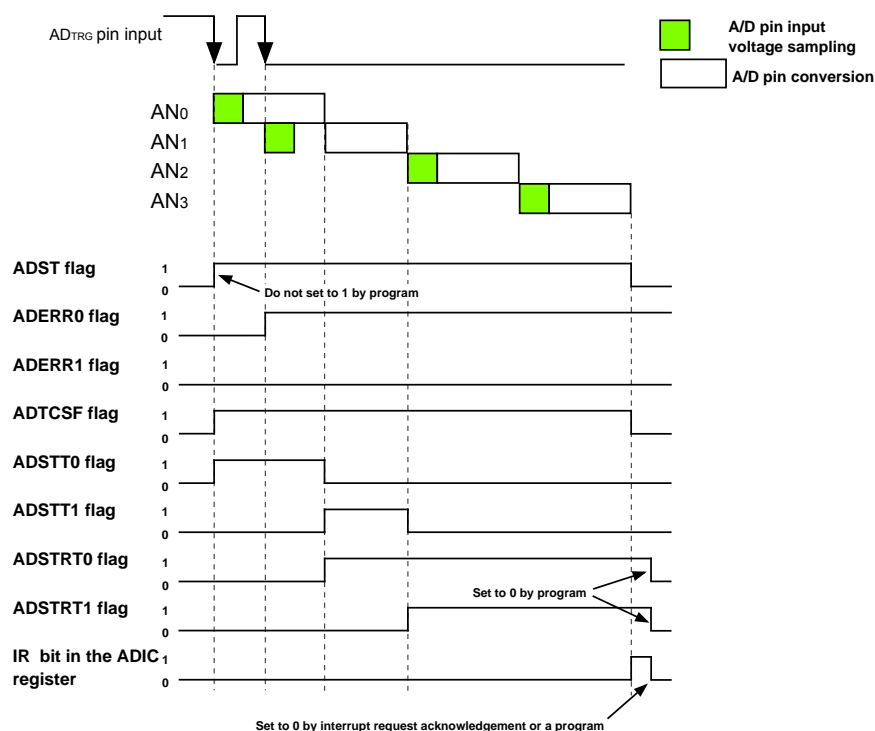 ADTRG pin input
A/D pin input
voltage sampling
A/D pin conversion
AN0
AN1
AN2
AN3
ADST flag
1
0
Do not set to 1 by program
ADERR0 flag
1
0
ADERR1 flag
1
0
ADTCSF flag
1
0
ADSTT0 flag
1
0
ADSTT1 flag
1
0
ADSTRT0 flag
1
0
Set to 0 by program
ADSTRT1 flag
1
0
IR bit in the ADIC
register
1
0
Set to 0 by interrupt request acknowledgement or a program